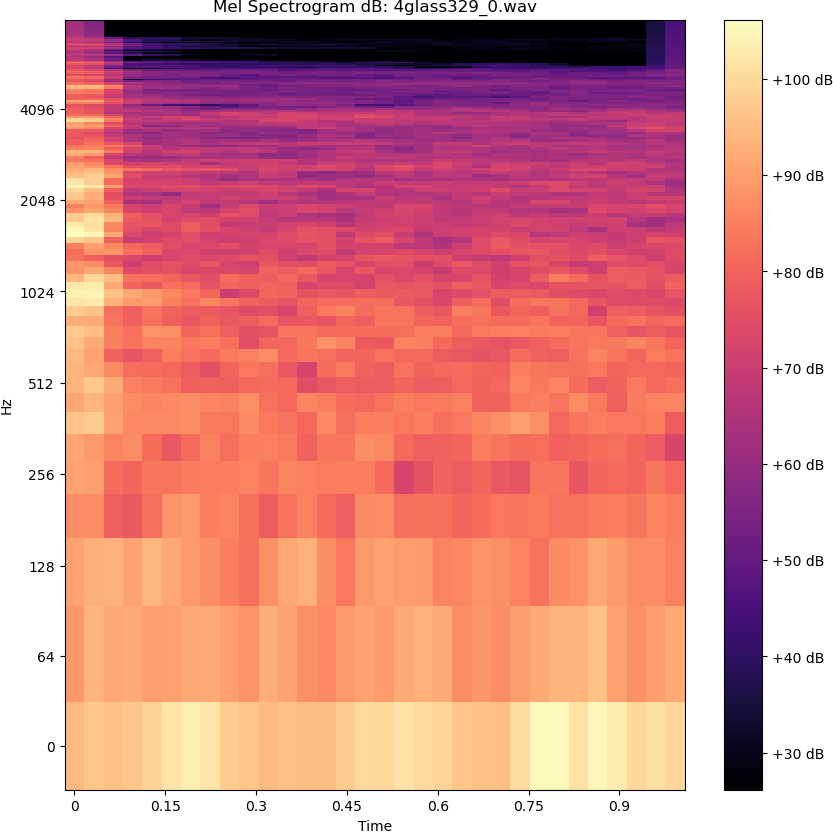 Mel Spectrogram dB: 4glass329_0.wav
+100 dB
4096
+90 dB
2048
+80 dB
1024
+70 dB
512
Hz
+60 dB
256
+50 dB
128
+40 dB
64
+30 dB
0
0 0.15 0.3 0.45 0.6 0.75 0.9
Time